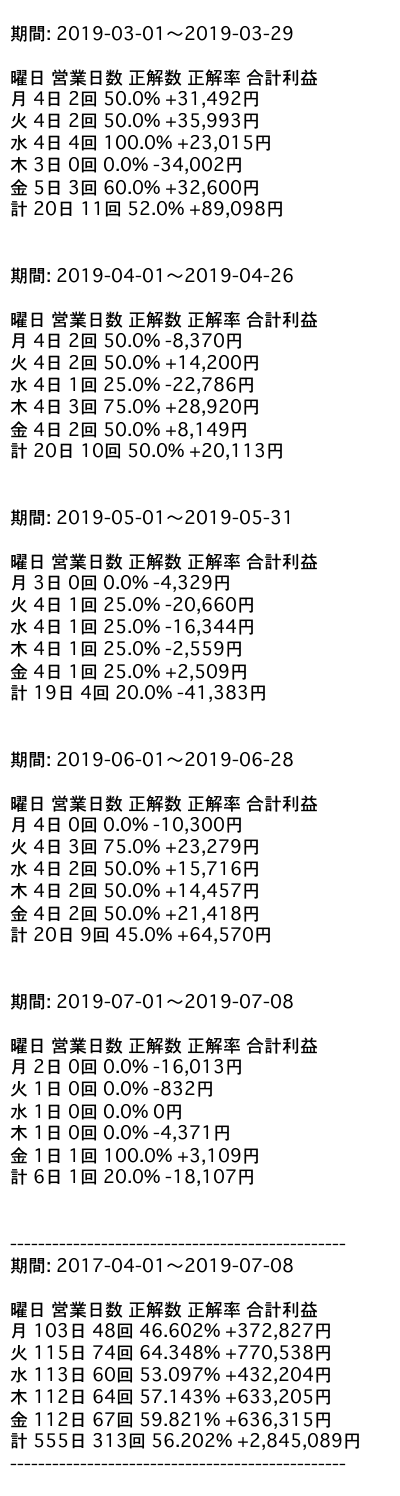 期間: 2019-03-01～2019-03-29
曜日 営業日数 正解数 正解率 合計利益
月 4日 2回 50.0% +31,492円
火 4日 2回 50.0% +35,993円
水 4日 4回 100.0% +23,015円
木 3日 0回 0.0% -34,002円
金 5日 3回 60.0% +32,600円
計 20日 11回 52.0% +89,098円
期間: 2019-04-01～2019-04-26
曜日 営業日数 正解数 正解率 合計利益
月 4日 2回 50.0% -8,370円
火 4日 2回 50.0% +14,200円
水 4日 1回 25.0% -22,786円
木 4日 3回 75.0% +28,920円
金 4日 2回 50.0% +8,149円
計 20日 10回 50.0% +20,113円
期間: 2019-05-01～2019-05-31
曜日 営業日数 正解数 正解率 合計利益
月 3日 0回 0.0% -4,329円
火 4日 1回 25.0% -20,660円
水 4日 1回 25.0% -16,344円
木 4日 1回 25.0% -2,559円
金 4日 1回 25.0% +2,509円
計 19日 4回 20.0% -41,383円
期間: 2019-06-01～2019-06-28
曜日 営業日数 正解数 正解率 合計利益
月 4日 0回 0.0% -10,300円
火 4日 3回 75.0% +23,279円
水 4日 2回 50.0% +15,716円
木 4日 2回 50.0% +14,457円
金 4日 2回 50.0% +21,418円
計 20日 9回 45.0% +64,570円
期間: 2019-07-01～2019-07-08
曜日 営業日数 正解数 正解率 合計利益
月 2日 0回 0.0% -16,013円
火 1日 0回 0.0% -832円
水 1日 0回 0.0% 0円
木 1日 0回 0.0% -4,371円
金 1日 1回 100.0% +3,109円
計 6日 1回 20.0% -18,107円
------------------------------------------------
期間: 2017-04-01～2019-07-08
曜日 営業日数 正解数 正解率 合計利益
月 103日 48回 46.602% +372,827円
火 115日 74回 64.348% +770,538円
水 113日 60回 53.097% +432,204円
木 112日 64回 57.143% +633,205円
金 112日 67回 59.821% +636,315円
計 555日 313回 56.202% +2,845,089円
------------------------------------------------